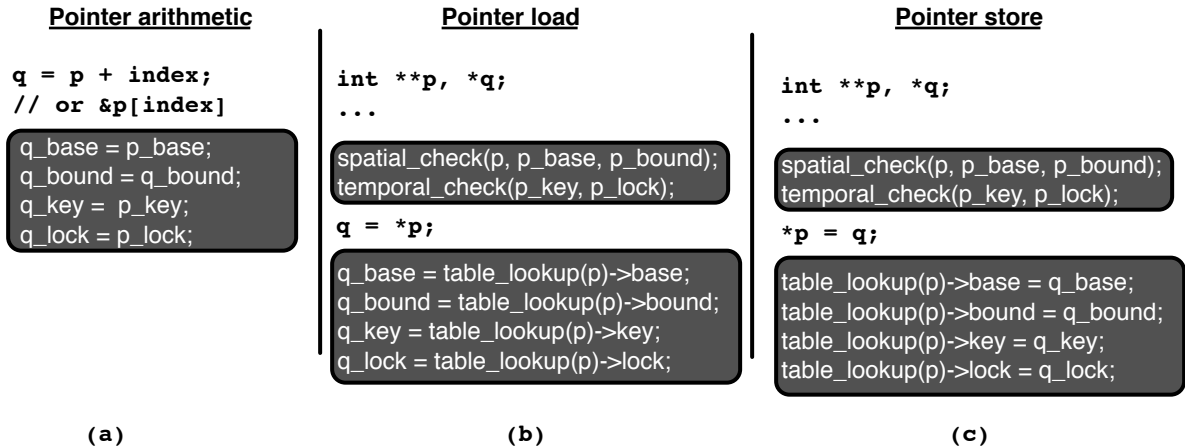 Pointer arithmetic
q = p + index;
// or &p[index]
q_base = p_base;
q_bound = q_bound;
q_key =  p_key;
q_lock = p_lock;
(a)
Pointer load
int **p, *q;
...
spatial_check(p, p_base, p_bound);
temporal_check(p_key, p_lock);
q = *p;
q_base = table_lookup(p)->base;
q_bound = table_lookup(p)->bound;
q_key = table_lookup(p)->key;
q_lock = table_lookup(p)->lock;
(b)
Pointer store
int **p, *q;
...
spatial_check(p, p_base, p_bound);
temporal_check(p_key, p_lock);
*p = q;
table_lookup(p)->base = q_base;
table_lookup(p)->bound = q_bound;
table_lookup(p)->key = q_key;
table_lookup(p)->lock = q_lock;
(c)